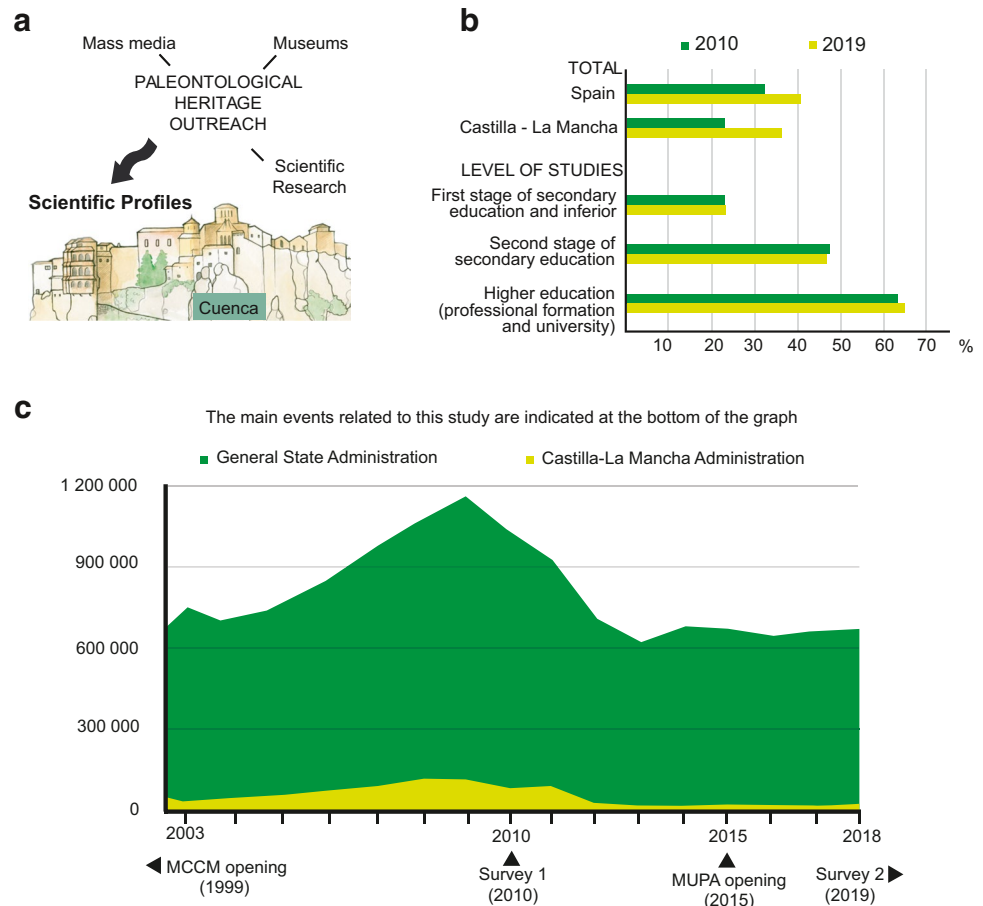 a
Mass media
Museums
PALEONTOLOGICAL
HERITAGE
OUTREACH
Scientific
Research
Scientific Profiles
Cuenca
b
2010
2019
TOTAL
Spain
Castilla - La Mancha
LEVEL OF STUDIES
First stage of secondary
education and inferior
Second stage of
secondary education
Higher education
(professional formation
and university)
10 20 30 40 50 60 70 %
c
The main events related to this study are indicated at the bottom of the graph
General State Administration
Castilla-La Mancha Administration
1 200 000
900 000
600 000
300 000
0
2003 2010 2015 2018
MCCM opening
(1999)
Survey 1
(2010)
MUPA opening
(2015)
Survey 2
(2019)